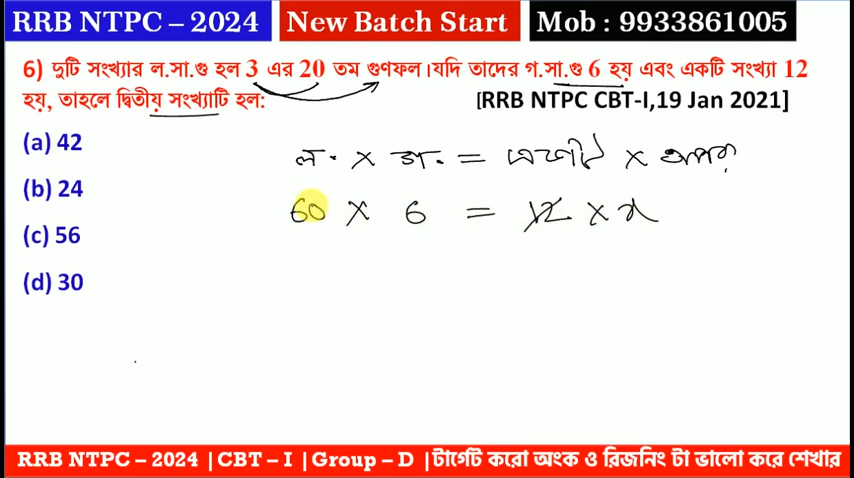 RRB NTPC – 2024 New Batch Start Mob : 9933861005
6) দুটি সংখ্যার ল.সা.গু হল 3 এর 20 তম গুণফল। যদি তাদের গ.সা.গু 6 হয় এবং একটি সংখ্যা 12
হয়, তাহলে দ্বিতীয় সংখ্যাটি হল: [RRB NTPC CBT-I,19 Jan 2021]
(a) 42
(b) 24
(c) 56
(d) 30
ল. × × =
60 × 6 = 12 × x
RRB NTPC – 2024 |CBT – I |Group – D |টার্গেট করো অংক ও রিজনিং টা ভালো করে শেখার